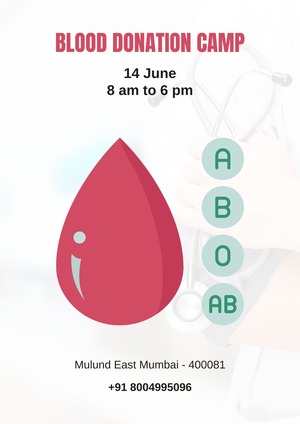 BLOOD DONATION CAMP
14 June
8 am to 6 pm
A
B
O
AB
Mulund East Mumbai - 400081
+91 8004995096